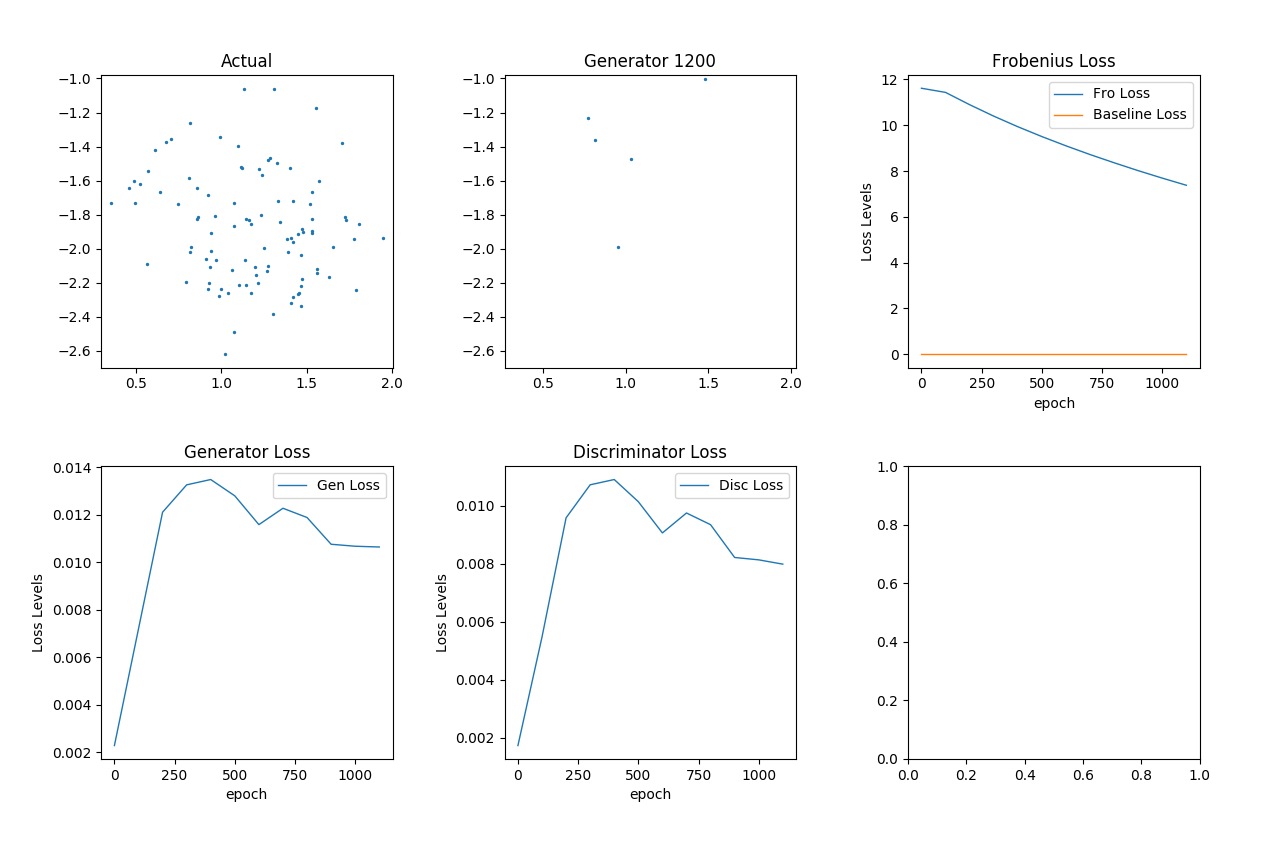 Actual
−1.0
−1.2
−1.4
−1.6
−1.8
−2.0
−2.2
−2.4
−2.6
0.5 1.0 1.5 2.0
Generator 1200
−1.0
−1.2
−1.4
−1.6
−1.8
−2.0
−2.2
−2.4
−2.6
0.5 1.0 1.5 2.0
Frobenius Loss
Fro Loss
Baseline Loss
Loss Levels
12
10
8
6
4
2
0
0 250 500 750 1000
epoch
Generator Loss
Gen Loss
Loss Levels
0.014
0.012
0.010
0.008
0.006
0.004
0.002
0 250 500 750 1000
epoch
Discriminator Loss
Disc Loss
Loss Levels
0.010
0.008
0.006
0.004
0.002
0 250 500 750 1000
epoch
1.0
0.8
0.6
0.4
0.2
0.0
0.0 0.2 0.4 0.6 0.8 1.0